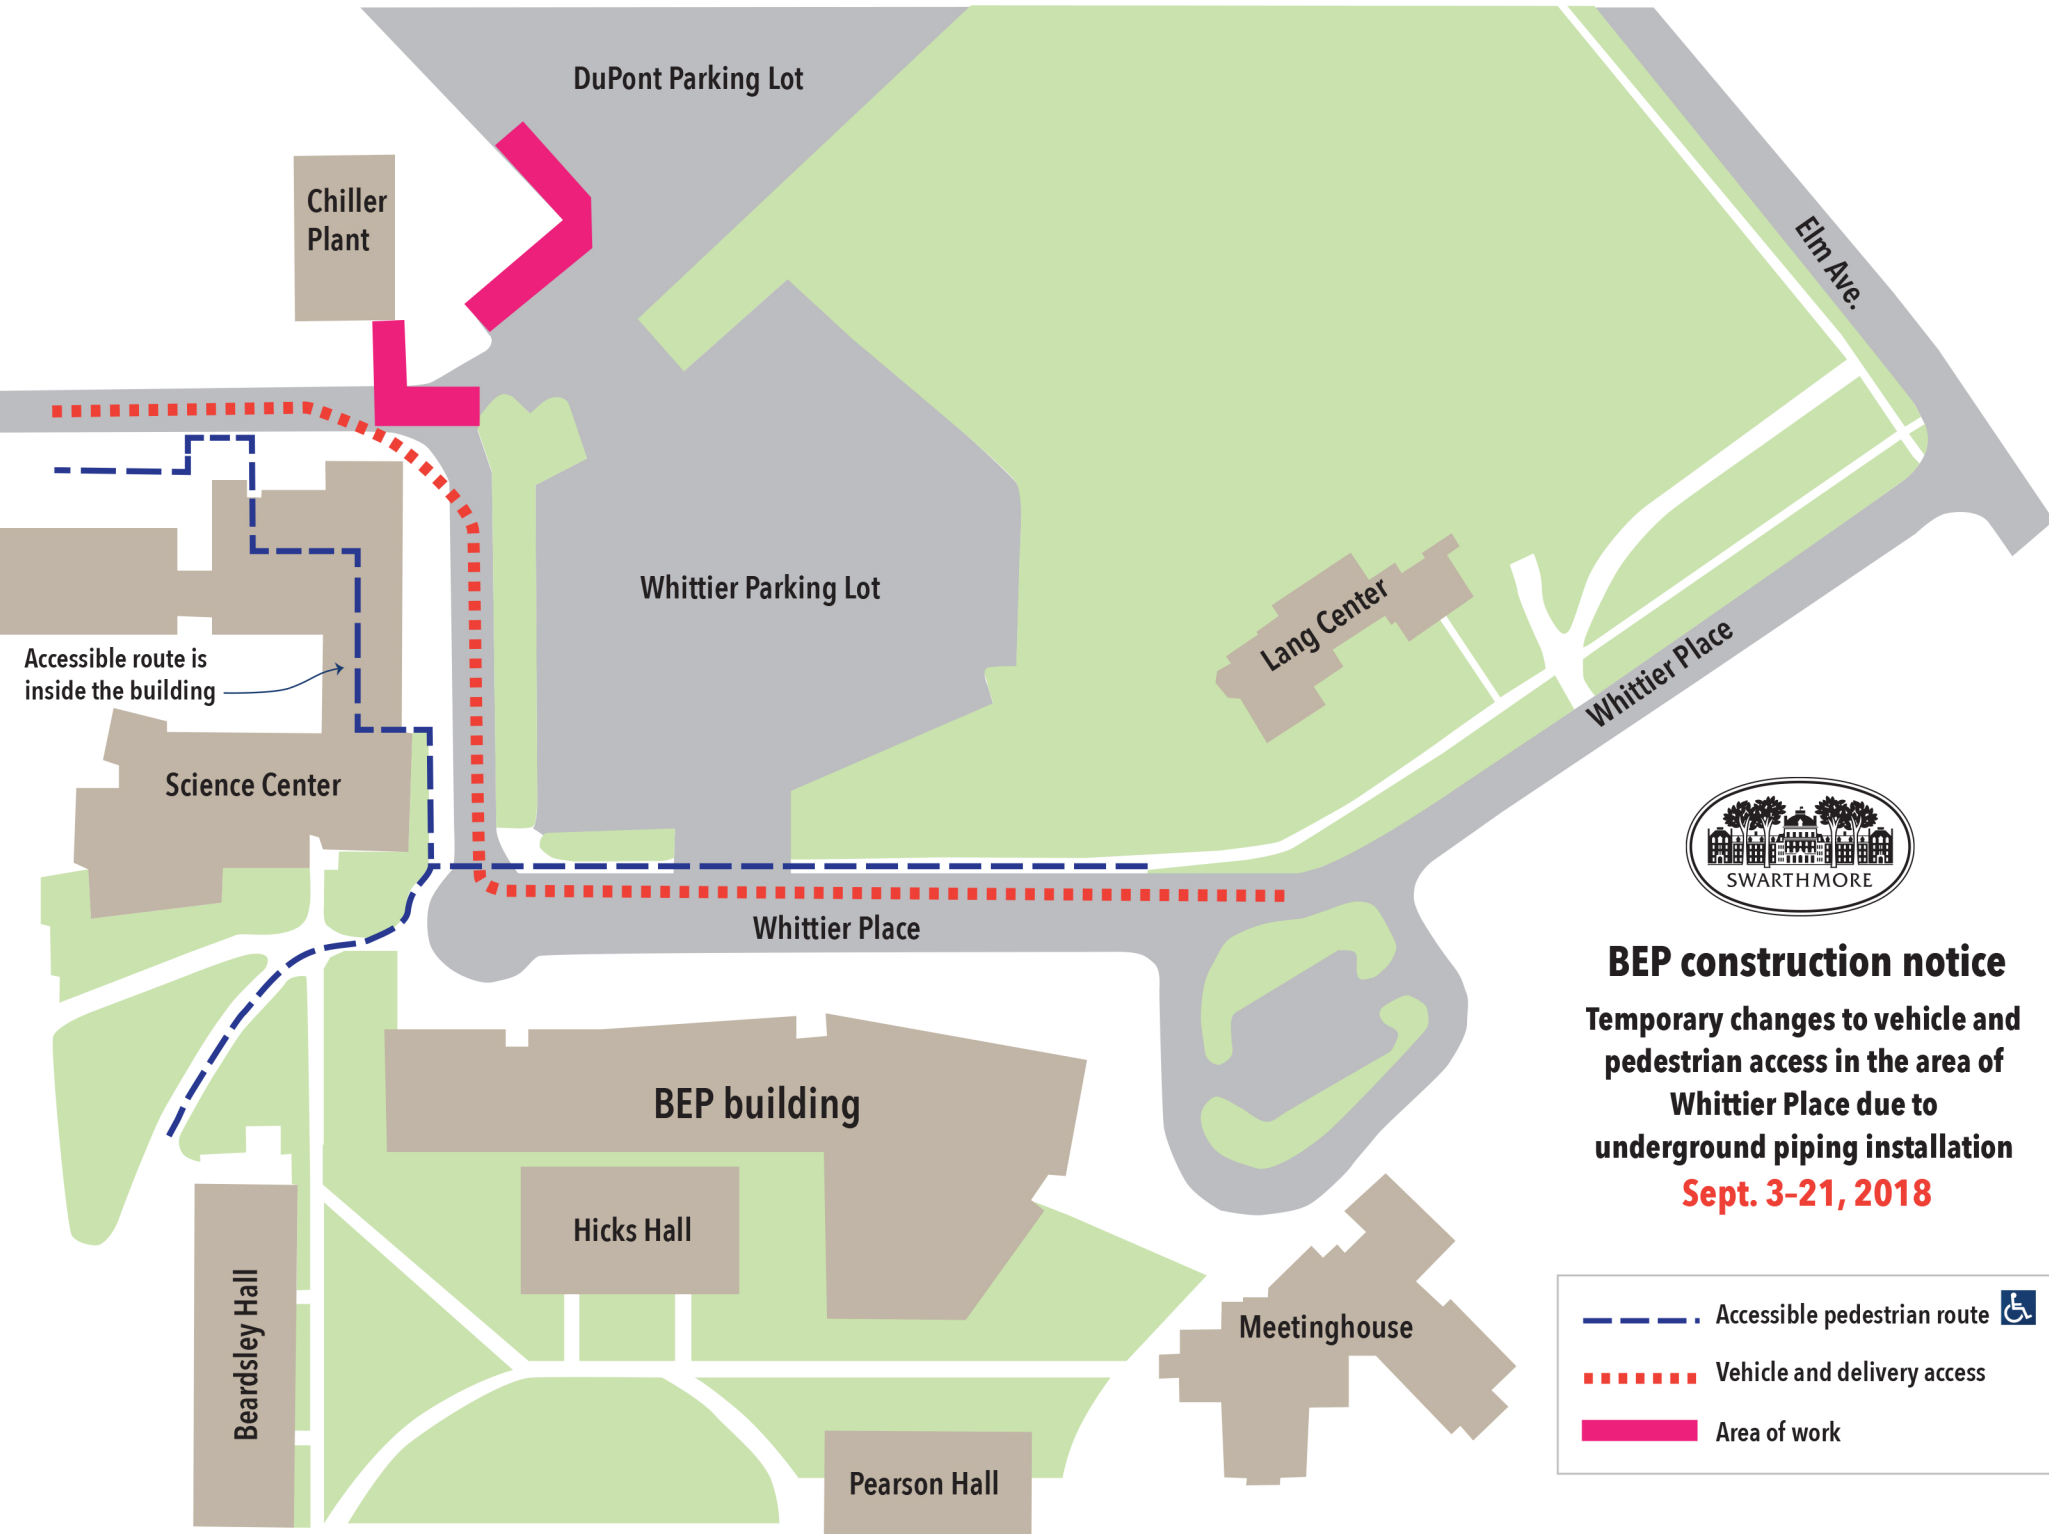 DuPont Parking Lot
Chiller
Plant
Elm Ave.
Whittier Parking Lot
Lang Center
Accessible route is
inside the building
Whittier Place
Science Center
SWARTHMORE
Whittier Place
BEP construction notice
Temporary changes to vehicle and
pedestrian access in the area of
Whittier Place due to
underground piping installation
Sept. 3–21, 2018
BEP building
Hicks Hall
Beardsley Hall
Meetinghouse
Pearson Hall
Accessible pedestrian route
Vehicle and delivery access
Area of work